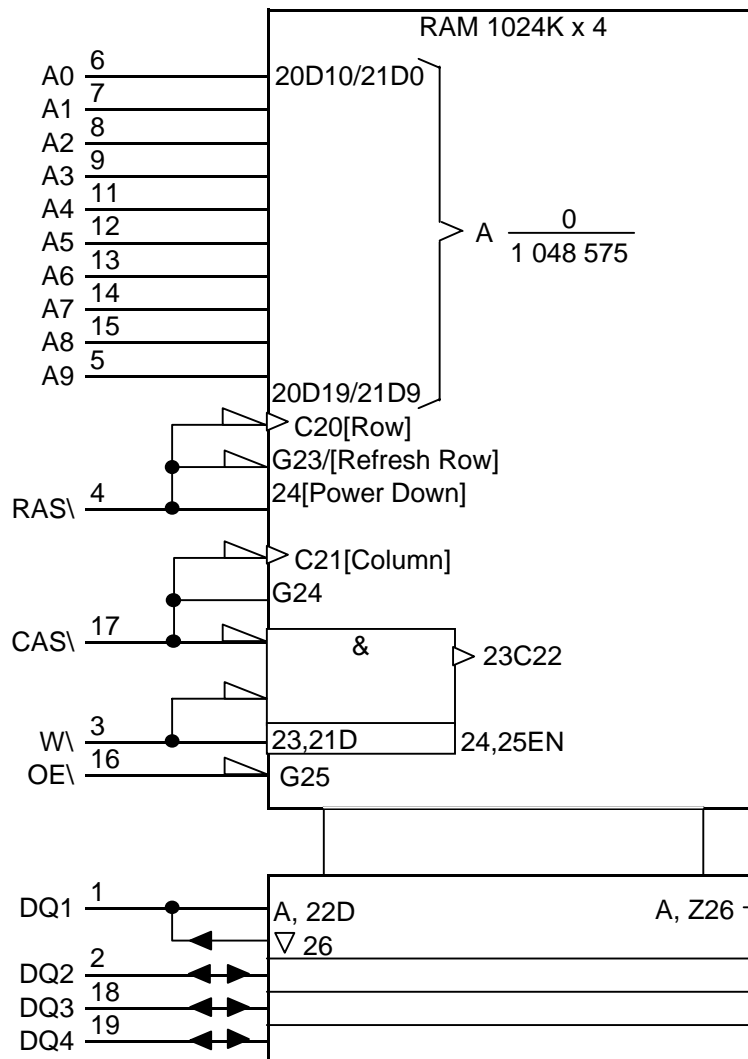 RAM 1024K x 4
A0 6 20D10/21D0
A1 7
A2 8
A3 9
A4 11
A5 12
A6 13
A7 14
A8 15
A9 5
A 0
1 048 575
20D19/21D9
C20[Row]
G23/[Refresh Row]
RAS\ 4 24[Power Down]
C21[Column]
G24
CAS\ 17 & 23C22
W\ 3 23,21D 24,25EN
OE\ 16 G25
DQ1 1 A, 22D A, Z26
26
DQ2 2
DQ3 18
DQ4 19